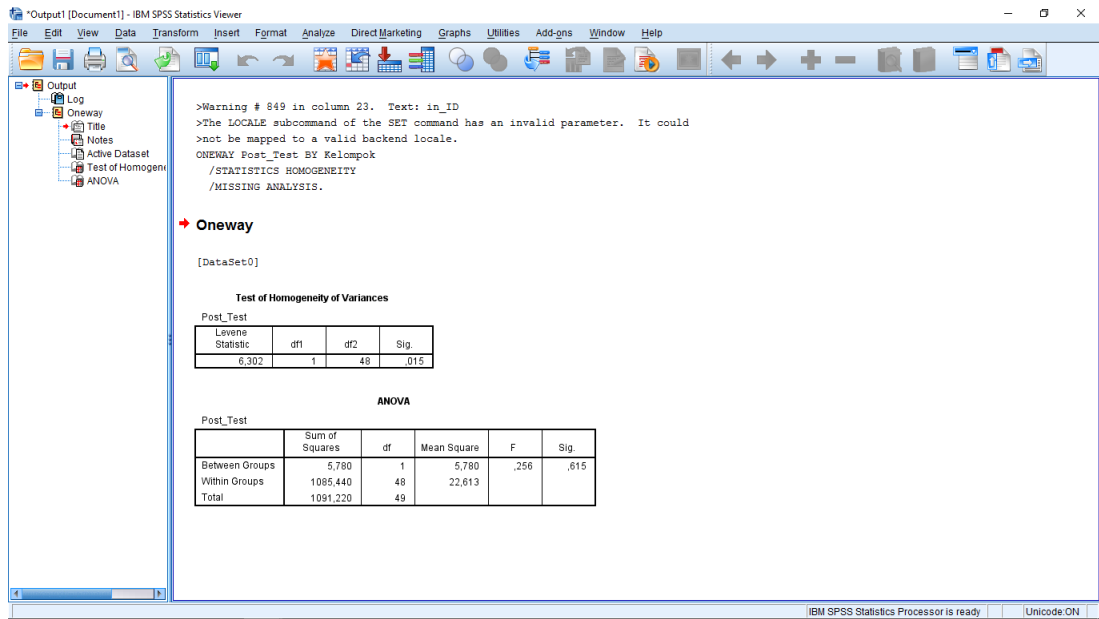 *Output1 [Document1] - IBM SPSS Statistics Viewer
File Edit View Data Transform Insert Format Analyze Direct Marketing Graphs Utilities Add-ons Window Help
Output
Log
Oneway
Title
Notes
Active Dataset
Test of Homogene
ANOVA
>Warning # 849 in column 23. Text: in_ID
>The LOCALE subcommand of the SET command has an invalid parameter. It could
>not be mapped to a valid backend locale.
ONEWAY Post_Test BY Kelompok
/STATISTICS HOMOGENEITY
/MISSING ANALYSIS.
Oneway
[DataSet0]
Test of Homogeneity of Variances
Post_Test
Levene
Statistic df1 df2 Sig.
6,302 1 48 ,015
ANOVA
Post_Test
Sum of
Squares df Mean Square F Sig.
Between Groups 5,780 1 5,780 ,256 ,615
Within Groups 1085,440 48 22,613
Total 1091,220 49
IBM SPSS Statistics Processor is ready Unicode:ON